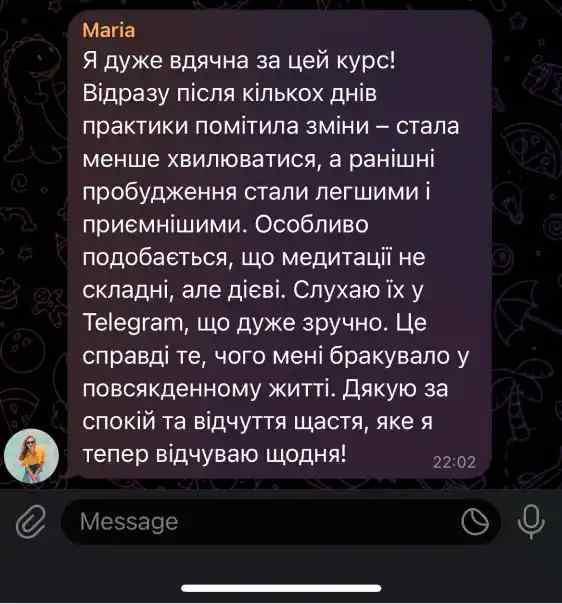 Maria
Я дуже вдячна за цей курс!
Відразу після кількох днів
практики помітила зміни – стала
менше хвилюватися, а ранішні
пробудження стали легшими і
приємнішими. Особливо
подобається, що медитації не
складні, але дієві. Слухаю їх у
Telegram, що дуже зручно. Це
справді те, чого мені бракувало у
повсякденному житті. Дякую за
спокій та відчуття щастя, яке я
тепер відчуваю щодня!
22:02
Message